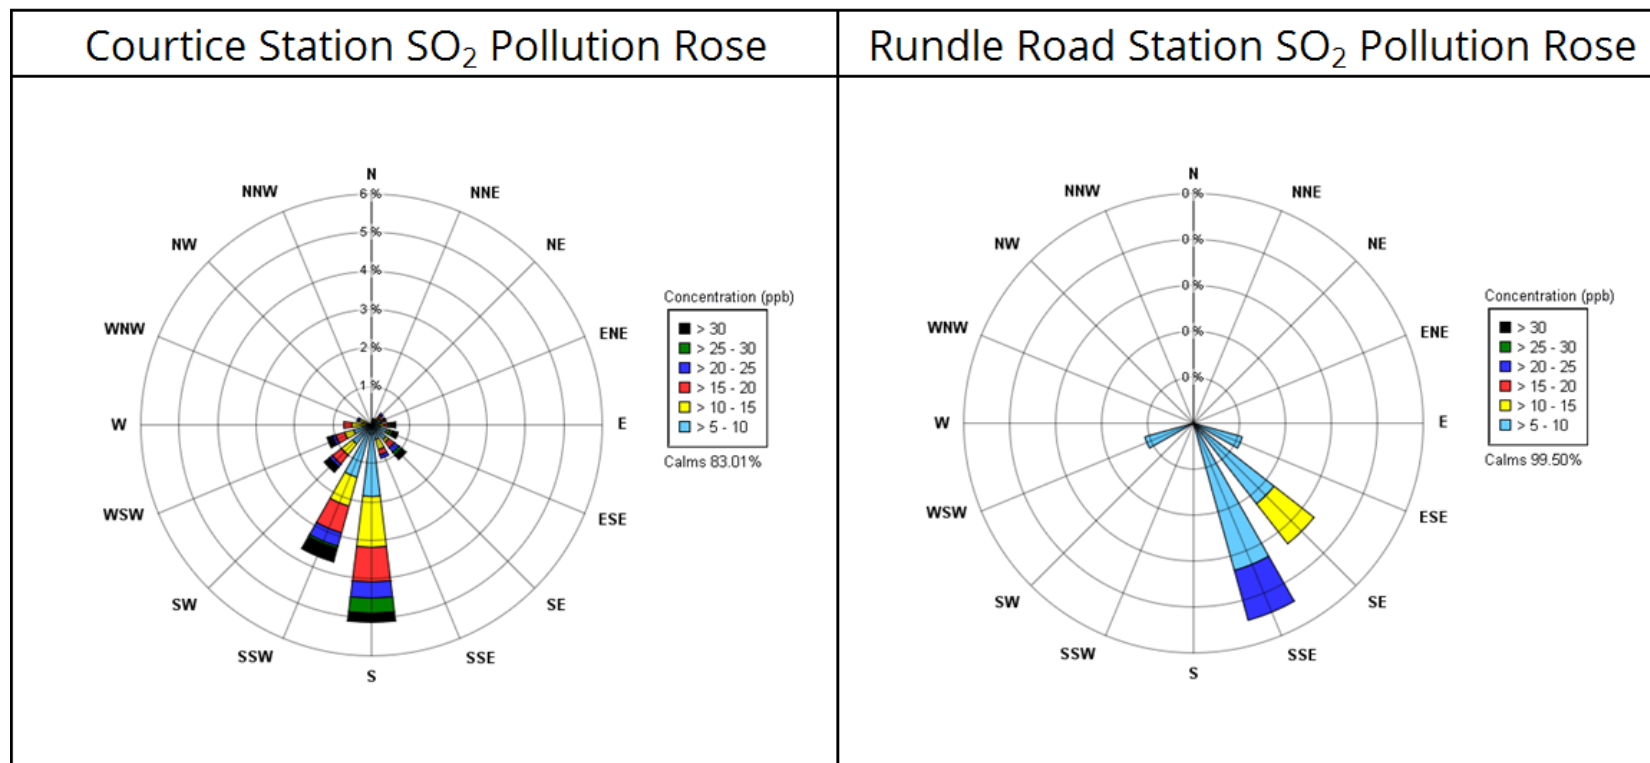 Courtice Station SO₂ Pollution Rose
N
NNW
NNE
6 %
NW
NE
5 %
4 %
3 %
WNW
ENE
2 %
1 %
W
E
WSW
ESE
SW
SE
SSW
SSE
S
Concentration (ppb)
> 30
> 25 - 30
> 20 - 25
> 15 - 20
> 10 - 15
> 5 - 10
Calms 83.01%
Rundle Road Station SO₂ Pollution Rose
N
NNW
NNE
0 %
NW
NE
0 %
0 %
WNW
ENE
0 %
0 %
W
E
WSW
ESE
SW
SE
SSW
SSE
S
Concentration (ppb)
> 30
> 25 - 30
> 20 - 25
> 15 - 20
> 10 - 15
> 5 - 10
Calms 99.50%